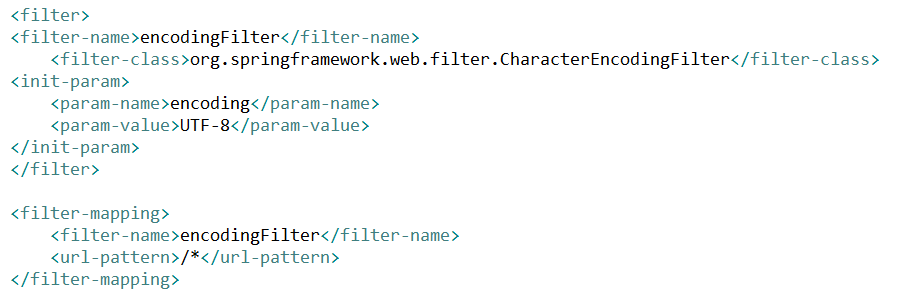 <filter>
<filter-name>encodingFilter</filter-name>
    <filter-class>org.springframework.web.filter.CharacterEncodingFilter</filter-class>
<init-param>
    <param-name>encoding</param-name>
    <param-value>UTF-8</param-value>
</init-param>
</filter>

<filter-mapping>
    <filter-name>encodingFilter</filter-name>
    <url-pattern>/*</url-pattern>
</filter-mapping>